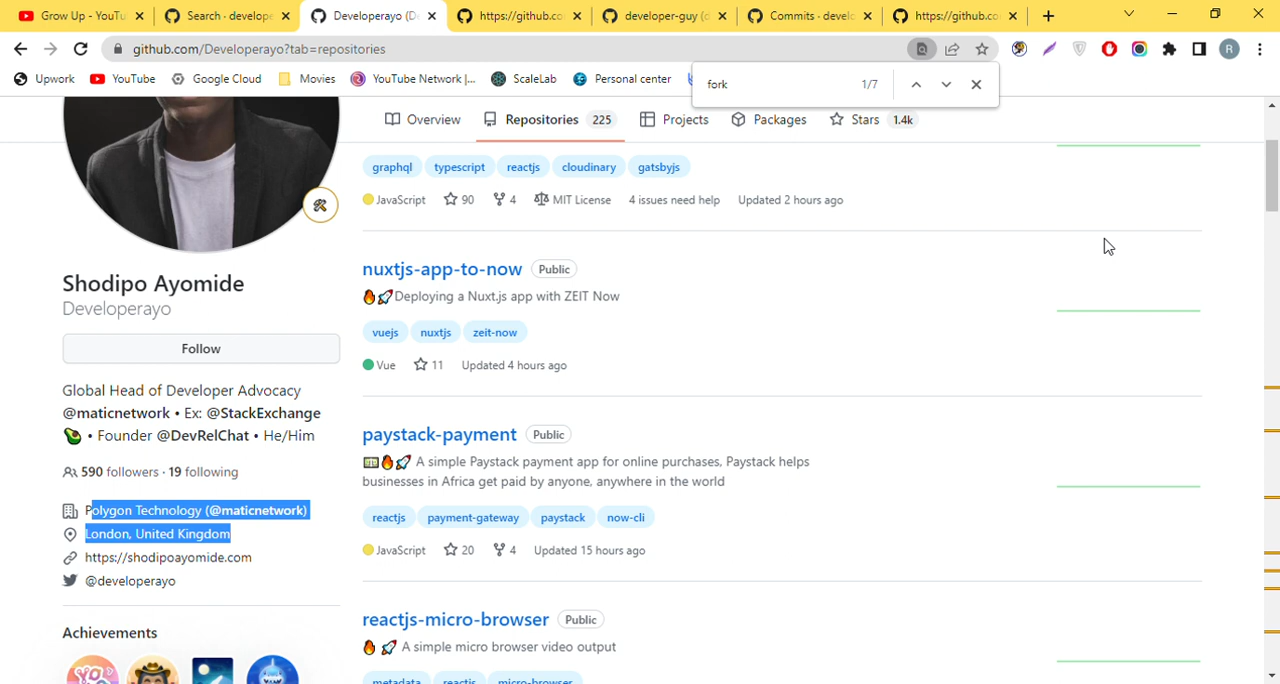 Grow Up - YouTu
Search · develope
Developerayo (D
https://github.co
developer-guy (d
Commits · develo
https://github.co
github.com/Developerayo?tab=repositories
R
Upwork
YouTube
Google Cloud
Movies
YouTube Network |...
ScaleLab
Personal center
fork
1/7
Overview
Repositories 225
Projects
Packages
Stars 1.4k
graphql typescript reactjs cloudinary gatsbyjs
JavaScript 90 4 MIT License 4 issues need help Updated 2 hours ago
nuxtjs-app-to-now Public
Deploying a Nuxt.js app with ZEIT Now
vuejs nuxtjs zeit-now
Vue 11 Updated 4 hours ago
paystack-payment Public
A simple Paystack payment app for online purchases, Paystack helps
businesses in Africa get paid by anyone, anywhere in the world
reactjs payment-gateway paystack now-cli
JavaScript 20 4 Updated 15 hours ago
reactjs-micro-browser Public
A simple micro browser video output
metadata reactjs micro-browser
Shodipo Ayomide
Developerayo
Follow
Global Head of Developer Advocacy
@maticnetwork • Ex: @StackExchange
• Founder @DevRelChat • He/Him
590 followers · 19 following
Polygon Technology (@maticnetwork)
London, United Kingdom
https://shodipoayomide.com
@developerayo
Achievements